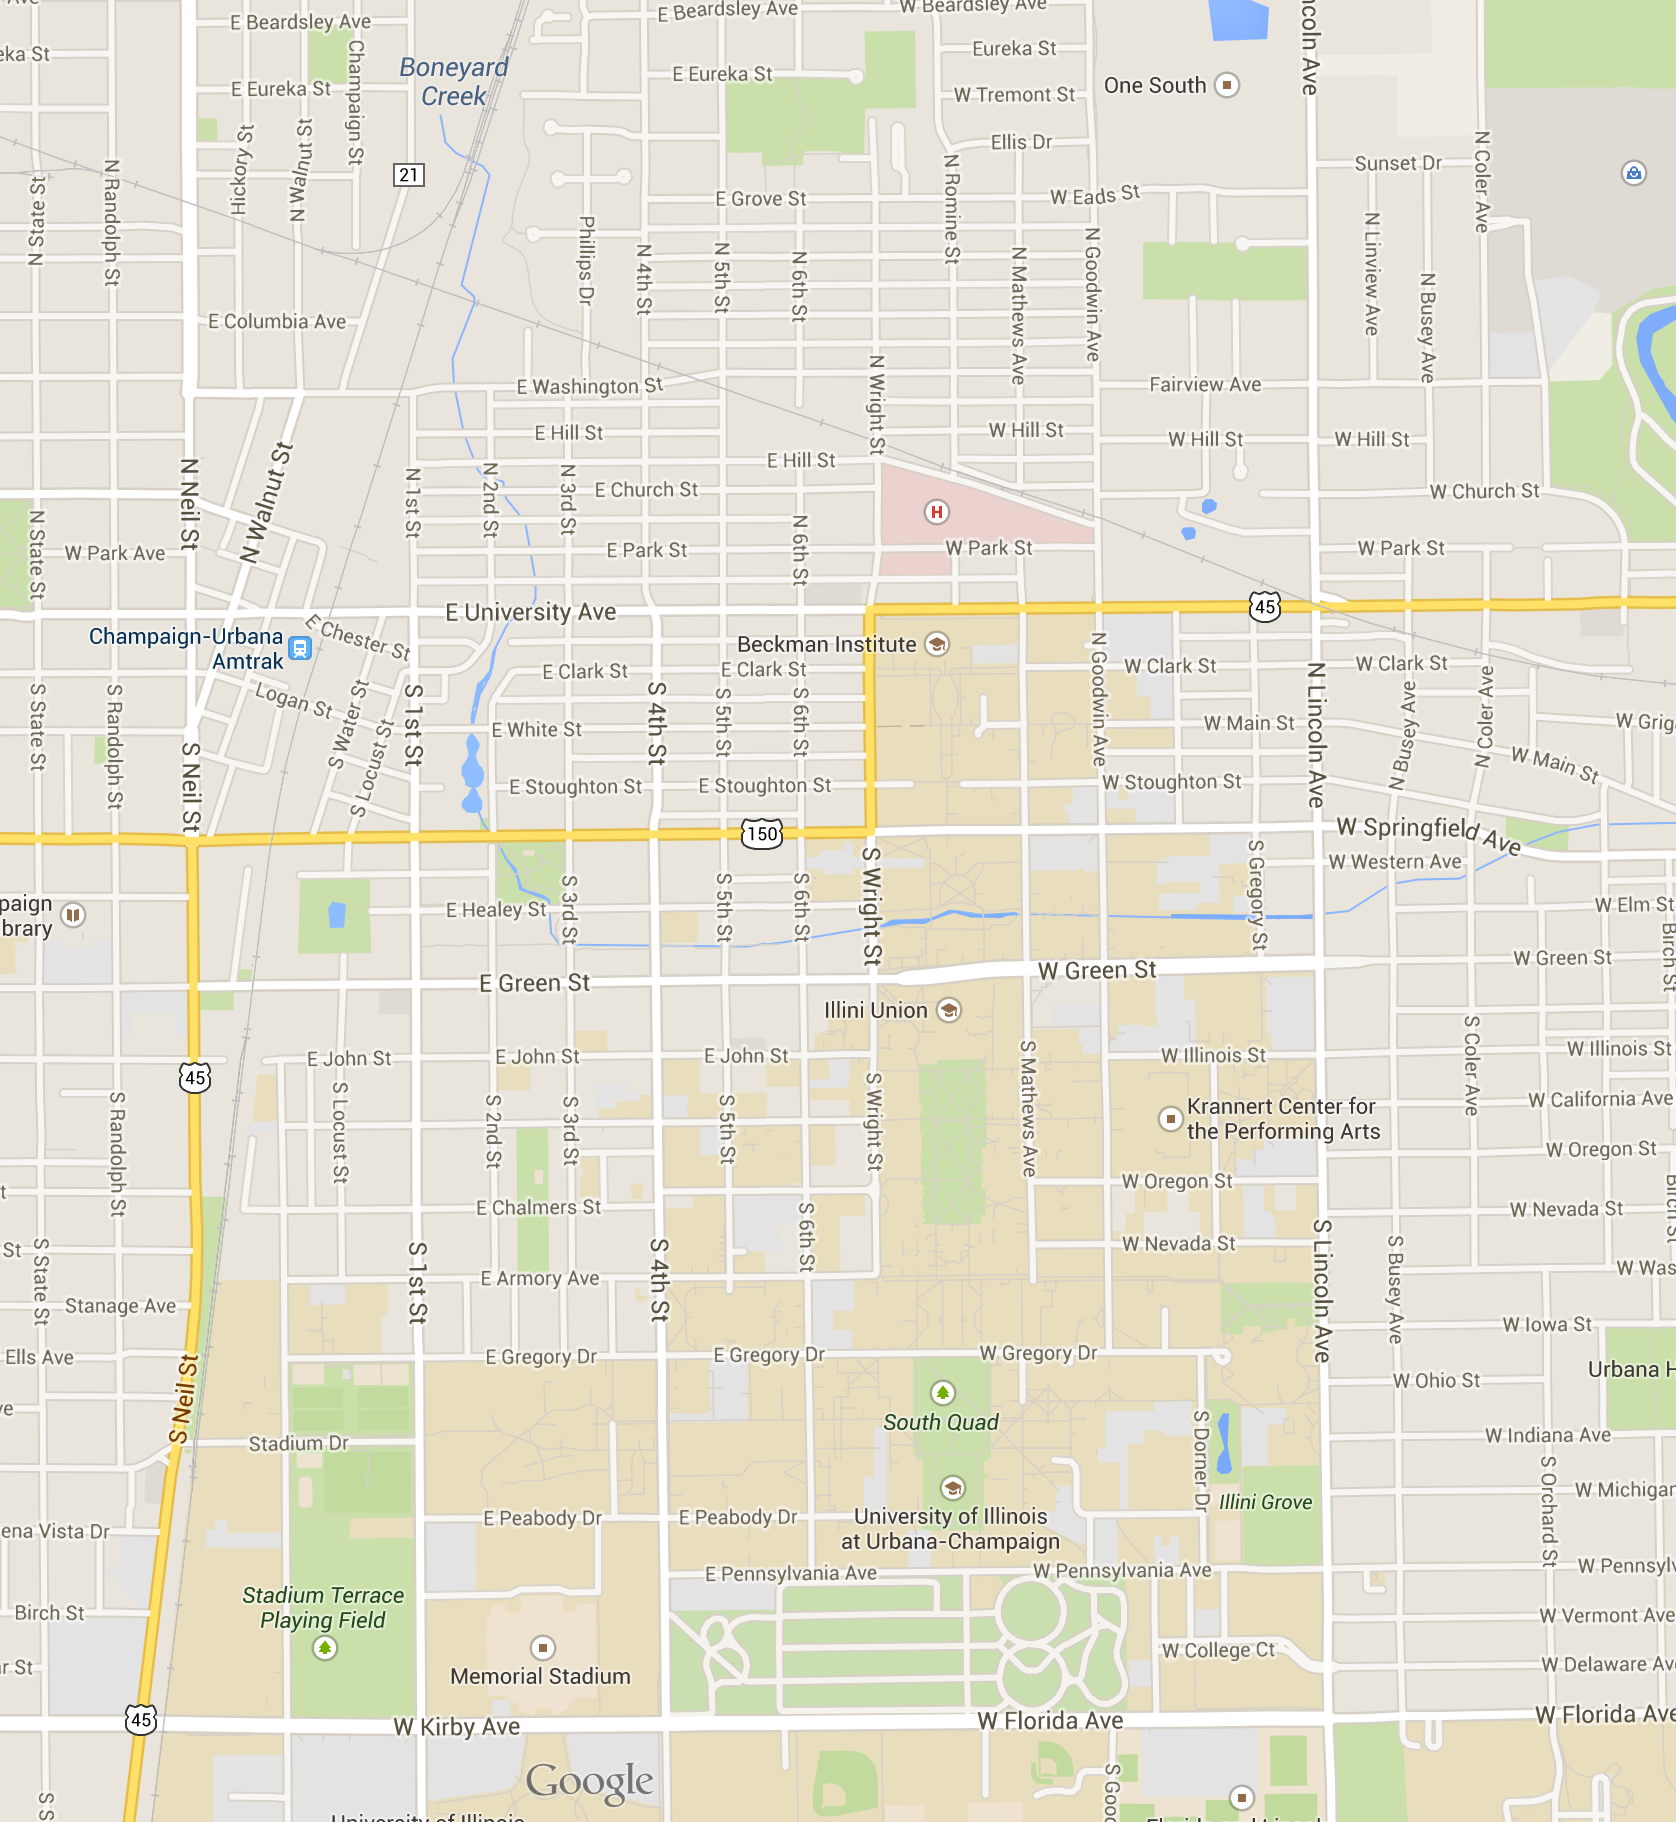 E Beardsley Ave
E Beardsley Ave
W Beardsley Ave
Lincoln Ave
eka St
Champaign St
Boneyard
Creek
E Eureka St
E Eureka St
Eureka St
W Tremont St
One South
Ellis Dr
Hickory St
N Walnut St
21
N State St
N Randolph St
Sunset Dr
N Coler Ave
E Grove St
N Romine St
W Eads St
Phillips Dr
N 4th St
N 5th St
N 6th St
N Mathews Ave
N Goodwin Ave
N Linview Ave
N Busey Ave
E Columbia Ave
E Washington St
N Wright St
Fairview Ave
E Hill St
E Hill St
W Hill St
W Hill St
W Hill St
N Neil St
N Walnut St
N 1st St
N 2nd St
N 3rd St
E Church St
W Church St
H
N State St
W Park Ave
E Park St
N 6th St
W Park St
W Park St
E University Ave
45
E Chester St
Champaign-Urbana
Amtrak
Beckman Institute
N Goodwin Ave
W Clark St
W Clark St
E Clark St
E Clark St
Logan St
S State St
S Randolph St
S Neil St
S Water St
S Locust St
S 1st St
S 4th St
S 5th St
S 6th St
E White St
W Main St
N Lincoln Ave
N Busey Ave
N Coler Ave
W Grig
W Main St
E Stoughton St
E Stoughton St
W Stoughton St
150
W Springfield Ave
W Western Ave
paign
brary
E Healey St
S 3rd St
S 5th St
S 6th St
S Wright St
S Gregory St
W Elm St
Birch St
W Green St
E Green St
W Green St
Illini Union
45
E John St
E John St
E John St
S Mathews Ave
W Illinois St
S Coler Ave
W Illinois St
S Randolph St
S Locust St
S 2nd St
S 3rd St
S 5th St
S Wright St
Krannert Center for
the Performing Arts
W California Ave
W Oregon St
W Oregon St
E Chalmers St
S 6th St
W Nevada St
Birch St
St
S State St
S 1st St
S 4th St
W Nevada St
S Lincoln Ave
S Busey Ave
W Was
E Armory Ave
Stanage Ave
W Iowa St
Ells Ave
E Gregory Dr
E Gregory Dr
W Gregory Dr
Urbana H
W Ohio St
S Neil St
South Quad
S Dorner Dr
Stadium Dr
W Indiana Ave
S Orchard St
W Michigan
University of Illinois
at Urbana-Champaign
Illini Grove
ena Vista Dr
E Peabody Dr
E Peabody Dr
E Pennsylvania Ave
W Pennsylvania Ave
W Pennsylv
Stadium Terrace
Playing Field
Birch St
W Vermont Ave
W College Ct
r St
Memorial Stadium
W Delaware Av
45
W Kirby Ave
W Florida Ave
W Florida Ave
Google
S S
S Good
University of Illinois